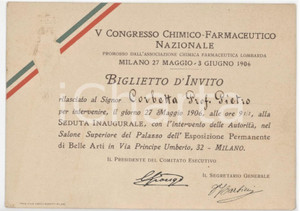 V CONGRESSO CHIMICO-FARMACEUTICO
NAZIONALE
PROMOSSO DALL'ASSOCIAZIONE CHIMICA FARMACEUTICA LOMBARDA
MILANO 27 MAGGIO - 3 GIUGNO 1906
BIGLIETTO D'INVITO
rilasciato al Signor Corbetta Prof. Pietro
per intervenire, il giorno 27 Maggio 1906, alle ore, alla
SEDUTA INAUGURALE, con l'intervento delle Autorità, nel
Salone Superiore del Palazzo dell'Esposizione Permanente
di Belle Arti in Via Principe Umberto, 32 - MILANO.
IL PRESIDENTE DEL COMITATO ESECUTIVO
IL SEGRETARIO GENERALE